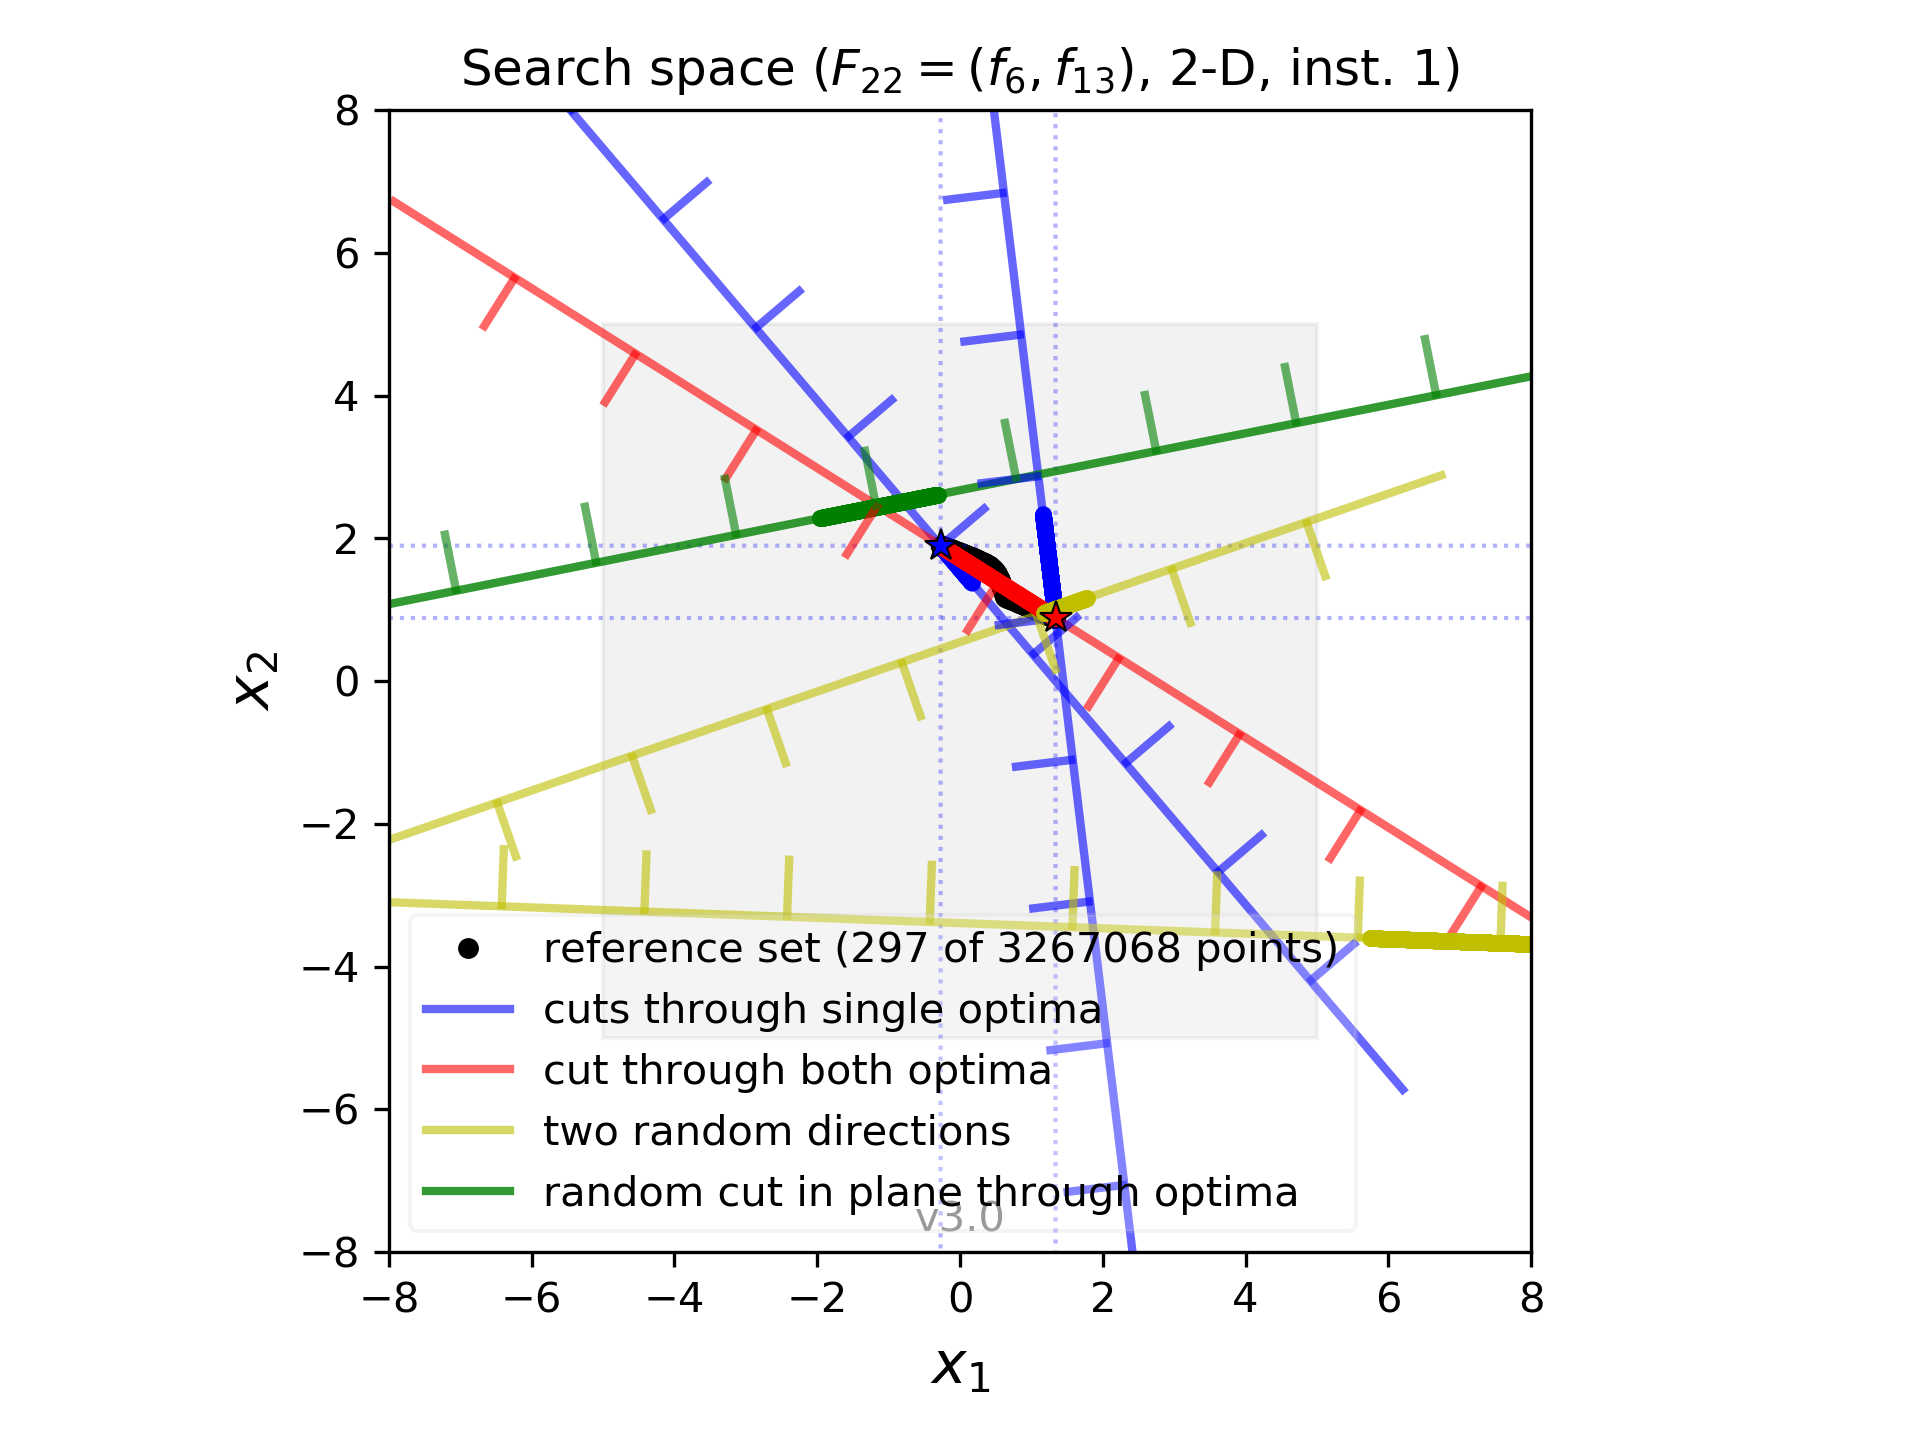 Search space (F₂₂ = (f₆, f₁₃), 2-D, inst. 1)
8
6
4
2
0
−2
−4
−6
−8
x₂
reference set (297 of 3267068 points)
cuts through single optima
cut through both optima
two random directions
random cut in plane through optima
v3.0
−8 −6 −4 −2 0 2 4 6 8
x₁